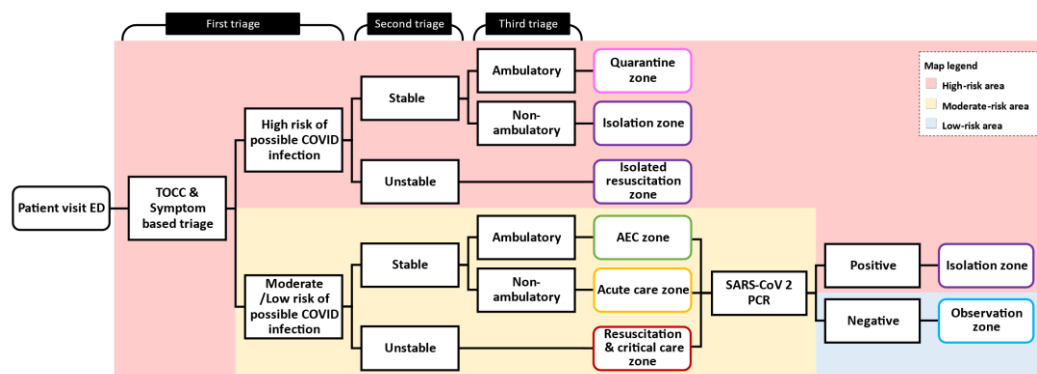 First triage
Second triage
Third triage
Map legend
High-risk area
Moderate-risk area
Low-risk area
Patient visit ED
TOCC &
Symptom
based triage
High risk of
possible COVID
infection
Stable
Ambulatory
Quarantine
zone
Non-
ambulatory
Isolation zone
Unstable
Isolated
resuscitation
zone
Moderate
/Low risk of
possible COVID
infection
Stable
Ambulatory
AEC zone
Non-
ambulatory
Acute care zone
Unstable
Resuscitation
& critical care
zone
SARS-CoV 2
PCR
Positive
Isolation zone
Negative
Observation
zone